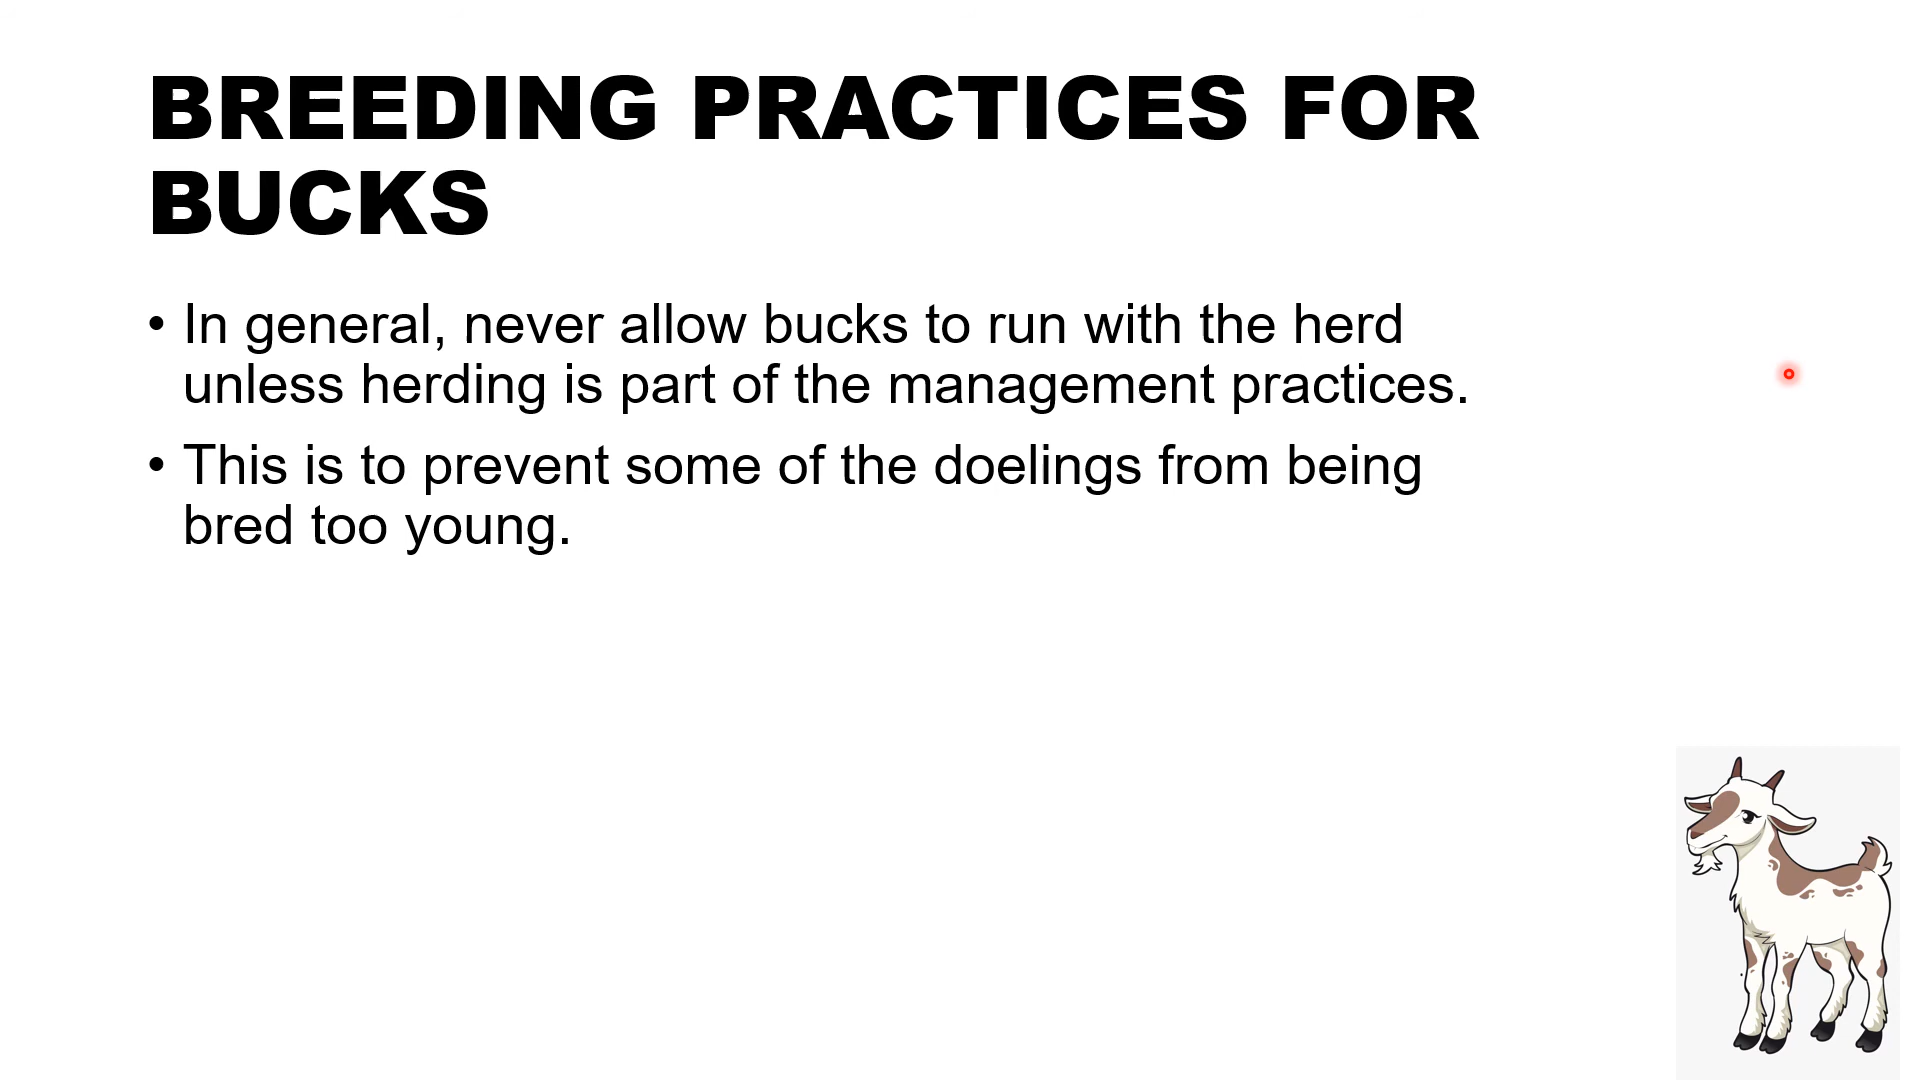 BREEDING PRACTICES FOR
BUCKS
• In general, never allow bucks to run with the herd
unless herding is part of the management practices.
• This is to prevent some of the doelings from being
bred too young.